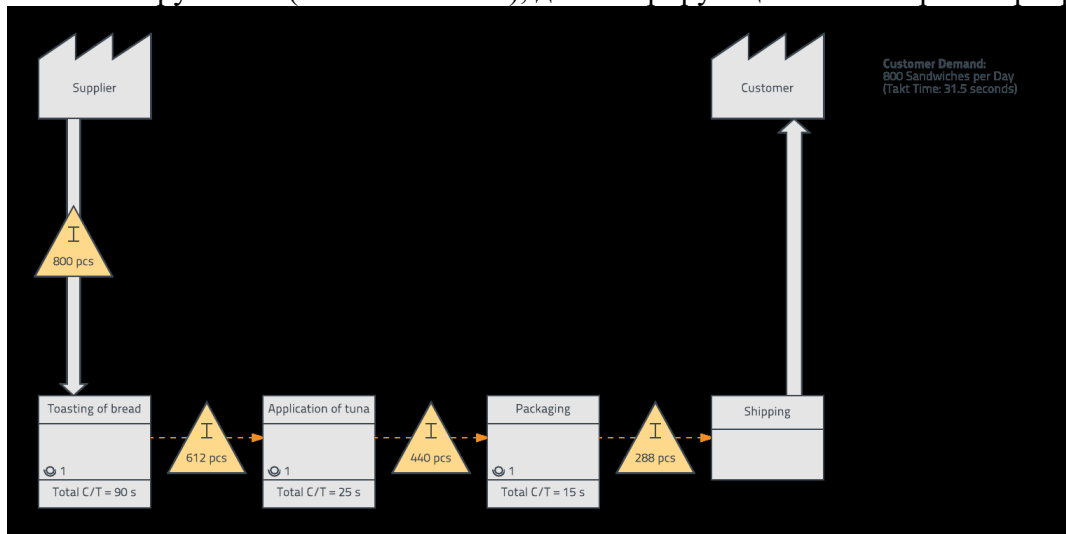 Supplier
Customer
Customer Demand:
800 Sandwiches per Day
(Takt Time: 31.5 seconds)
I
800 pcs
Toasting of bread
1
Total C/T = 90 s
I
612 pcs
Application of tuna
1
Total C/T = 25 s
I
440 pcs
Packaging
1
Total C/T = 15 s
I
288 pcs
Shipping